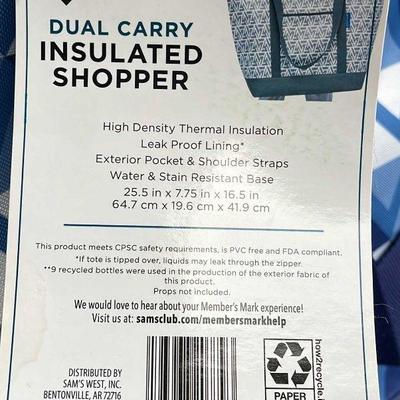 DUAL CARRY
INSULATED
SHOPPER
High Density Thermal Insulation
Leak Proof Lining*
Exterior Pocket & Shoulder Straps
Water & Stain Resistant Base
25.5 in x 7.75 in x 16.5 in
64.7 cm x 19.6 cm x 41.9 cm
This product meets CPSC safety requirements, is PVC free and FDA compliant.
*If tote is tipped over, liquids may leak through the zipper.
**9 recycled bottles were used in the production of the exterior fabric of
this product.
Props not included.
We would love to hear about your Member's Mark experience!
Visit us at: samsclub.com/membersmarkhelp
DISTRIBUTED BY
SAM'S WEST, INC.
BENTONVILLE, AR 72716
PAPER
how2recycle.